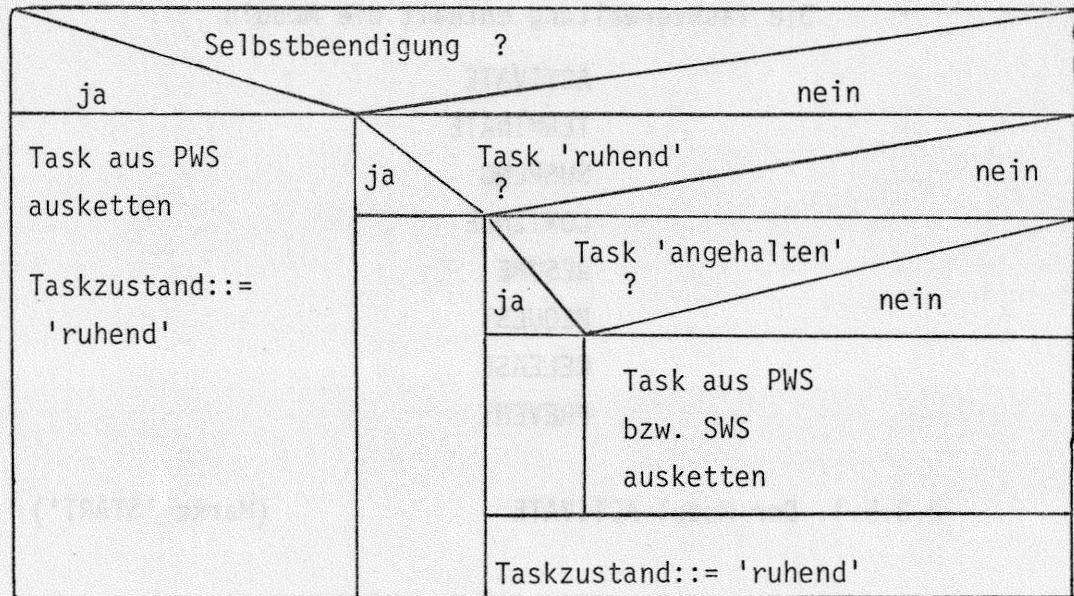 Selbstbeendigung ?
ja
nein
Task 'ruhend'
?
ja
nein
Task aus PWS
ausketten
Taskzustand::=
'ruhend'
Task 'angehalten'
?
ja
nein
Task aus PWS
bzw. SWS
ausketten
Taskzustand::= 'ruhend'